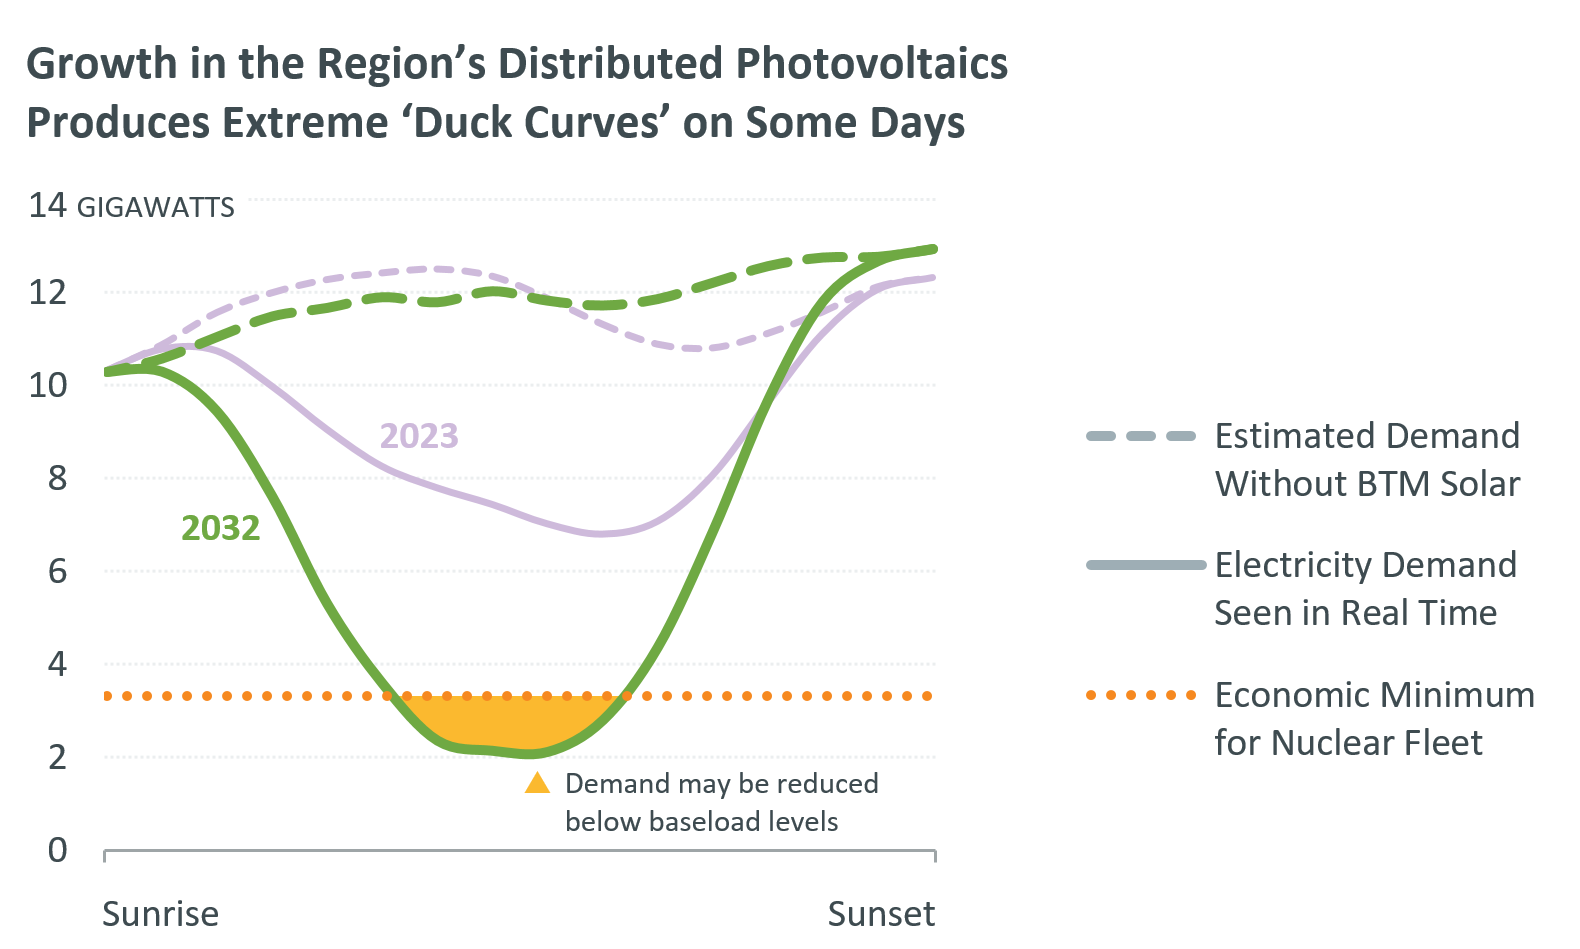 Growth in the Region’s Distributed Photovoltaics
Produces Extreme ‘Duck Curves’ on Some Days
14 GIGAWATTS
12
10
8
6
4
2
0
2023
2032
Demand may be reduced
below baseload levels
Sunrise
Sunset
Estimated Demand
Without BTM Solar
Electricity Demand
Seen in Real Time
Economic Minimum
for Nuclear Fleet